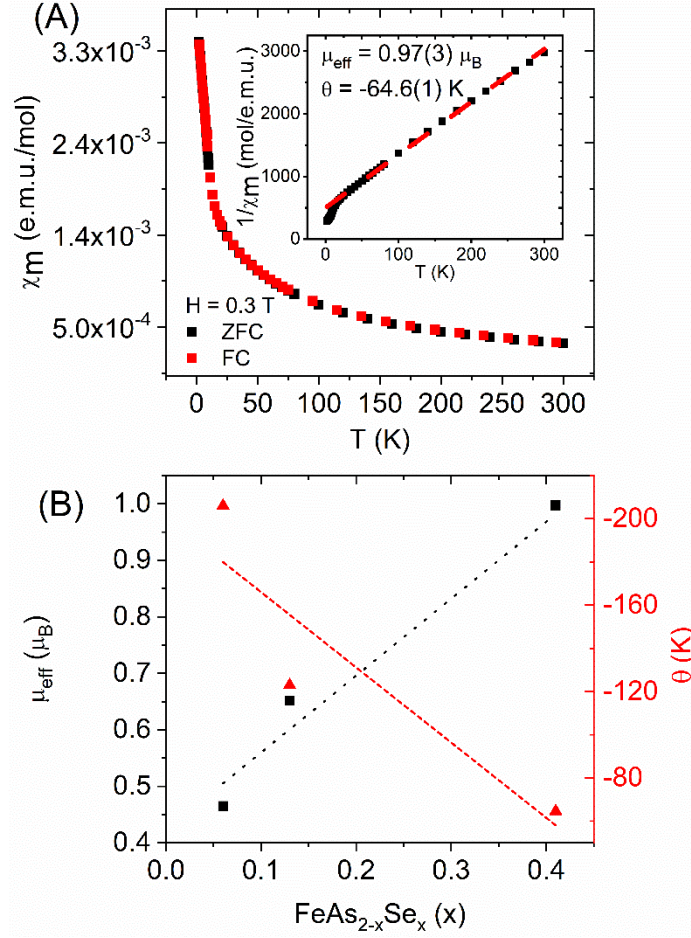 (A)
3.3x10⁻³
2.4x10⁻³
1.4x10⁻³
5.0x10⁻⁴
χm (e.m.u./mol)
H = 0.3 T
ZFC
FC
0 50 100 150 200 250 300
T (K)
μeff = 0.97(3) μB
θ = -64.6(1) K
3000
2000
1000
0
1/χm (mol/e.m.u.)
0 100 200 300
T (K)
(B)
1.0
0.9
0.8
0.7
0.6
0.5
0.4
μeff (μB)
-200
-160
-120
-80
θ (K)
0.0 0.1 0.2 0.3 0.4
FeAs2-xSex (x)